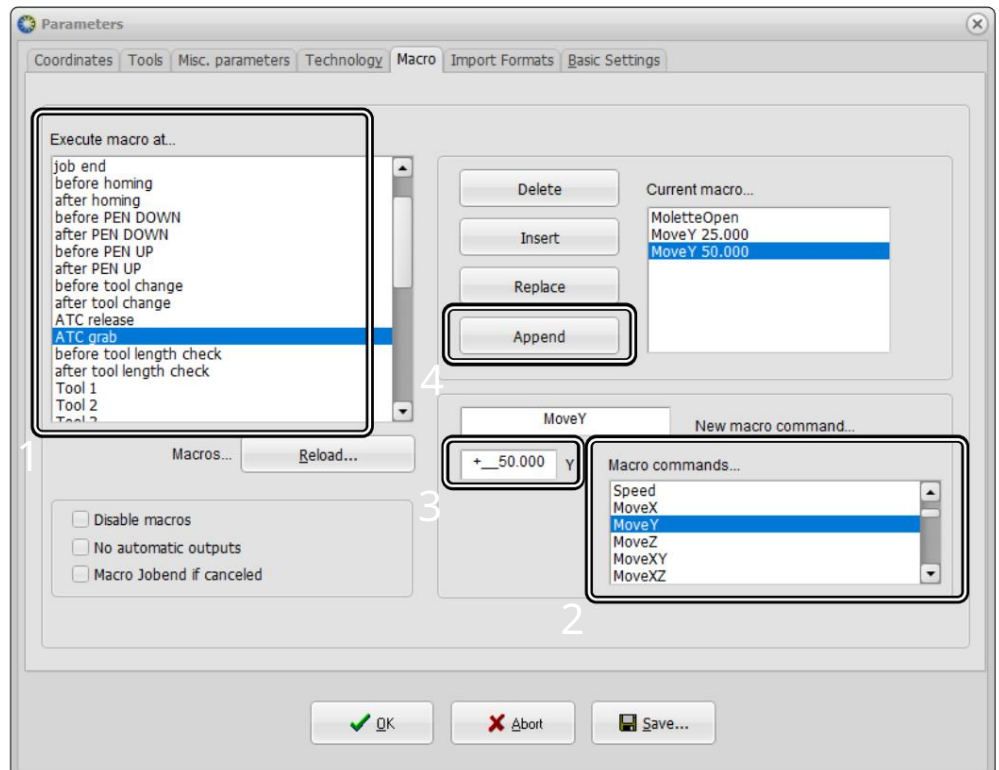 Parameters
Coordinates Tools Misc. parameters Technology Macro Import Formats Basic Settings
Execute macro at...
job end
before homing
after homing
before PEN DOWN
after PEN DOWN
before PEN UP
after PEN UP
before tool change
after tool change
ATC release
ATC grab
before tool length check
after tool length check
Tool 1
Tool 2
1
Macros... Reload...
Disable macros
No automatic outputs
Macro Jobend if canceled
Delete
Insert
Replace
Append
4
Current macro...
MoletteOpen
MoveY 25.000
MoveY 50.000
MoveY
New macro command...
+__50.000 Y
3
Macro commands...
Speed
MoveX
MoveY
MoveZ
MoveXY
MoveXZ
2
OK Abort Save...